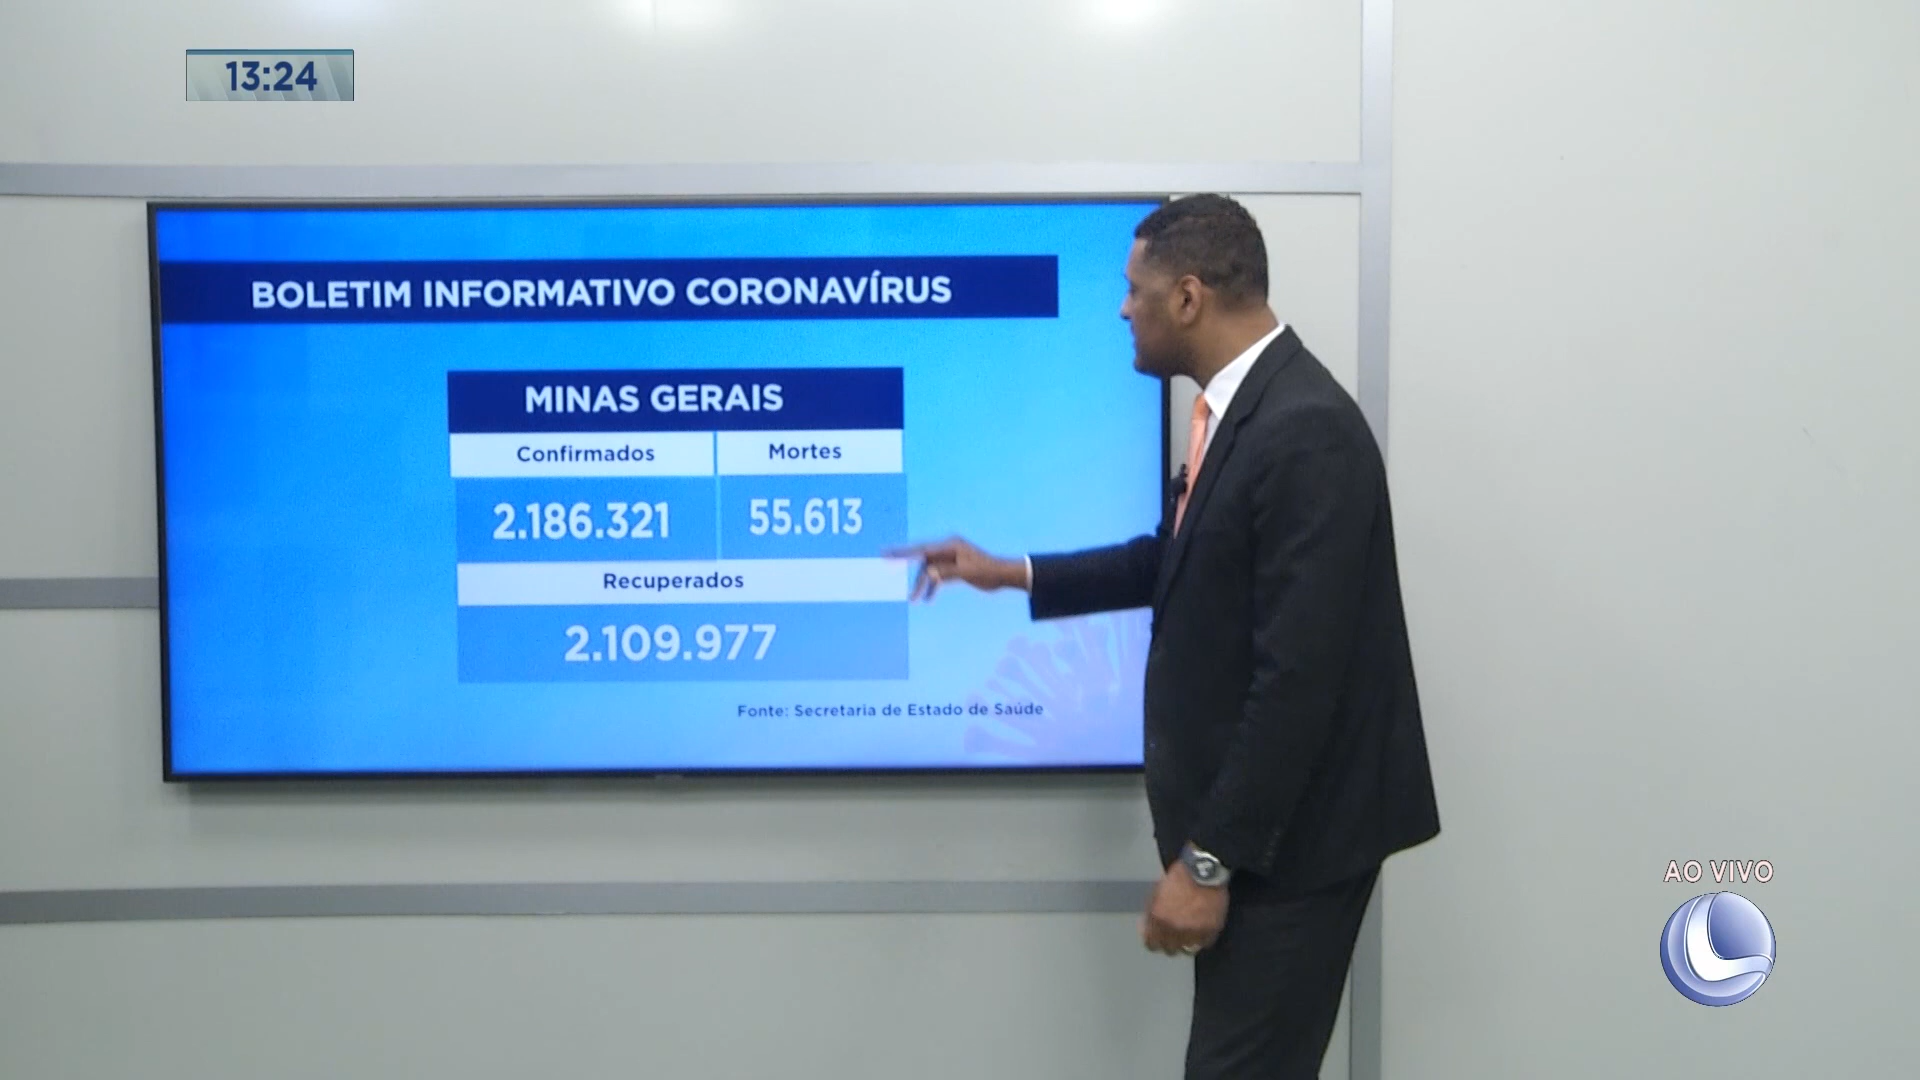 13:24
BOLETIM INFORMATIVO CORONAVÍRUS
MINAS GERAIS
Confirmados
Mortes
2.186.321
55.613
Recuperados
2.109.977
Fonte: Secretaria de Estado de Saúde
AO VIVO